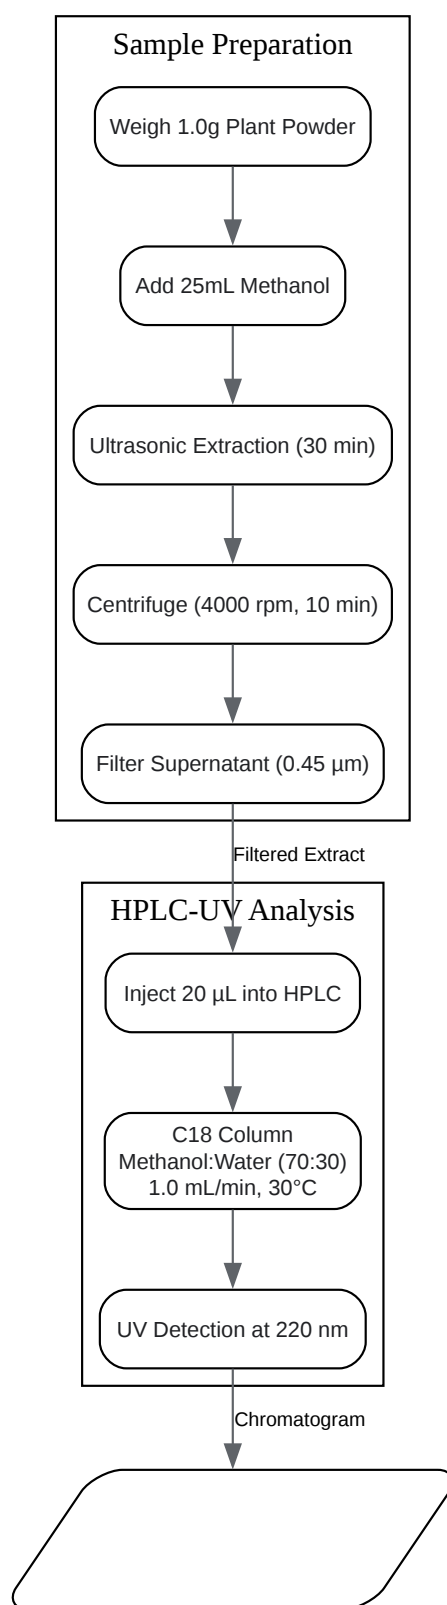 Sample Preparation
Weigh 1.0g Plant Powder
Add 25mL Methanol
Ultrasonic Extraction (30 min)
Centrifuge (4000 rpm, 10 min)
Filter Supernatant (0.45 µm)
Filtered Extract
HPLC-UV Analysis
Inject 20 µL into HPLC
C18 Column
Methanol:Water (70:30)
1.0 mL/min, 30°C
UV Detection at 220 nm
Chromatogram